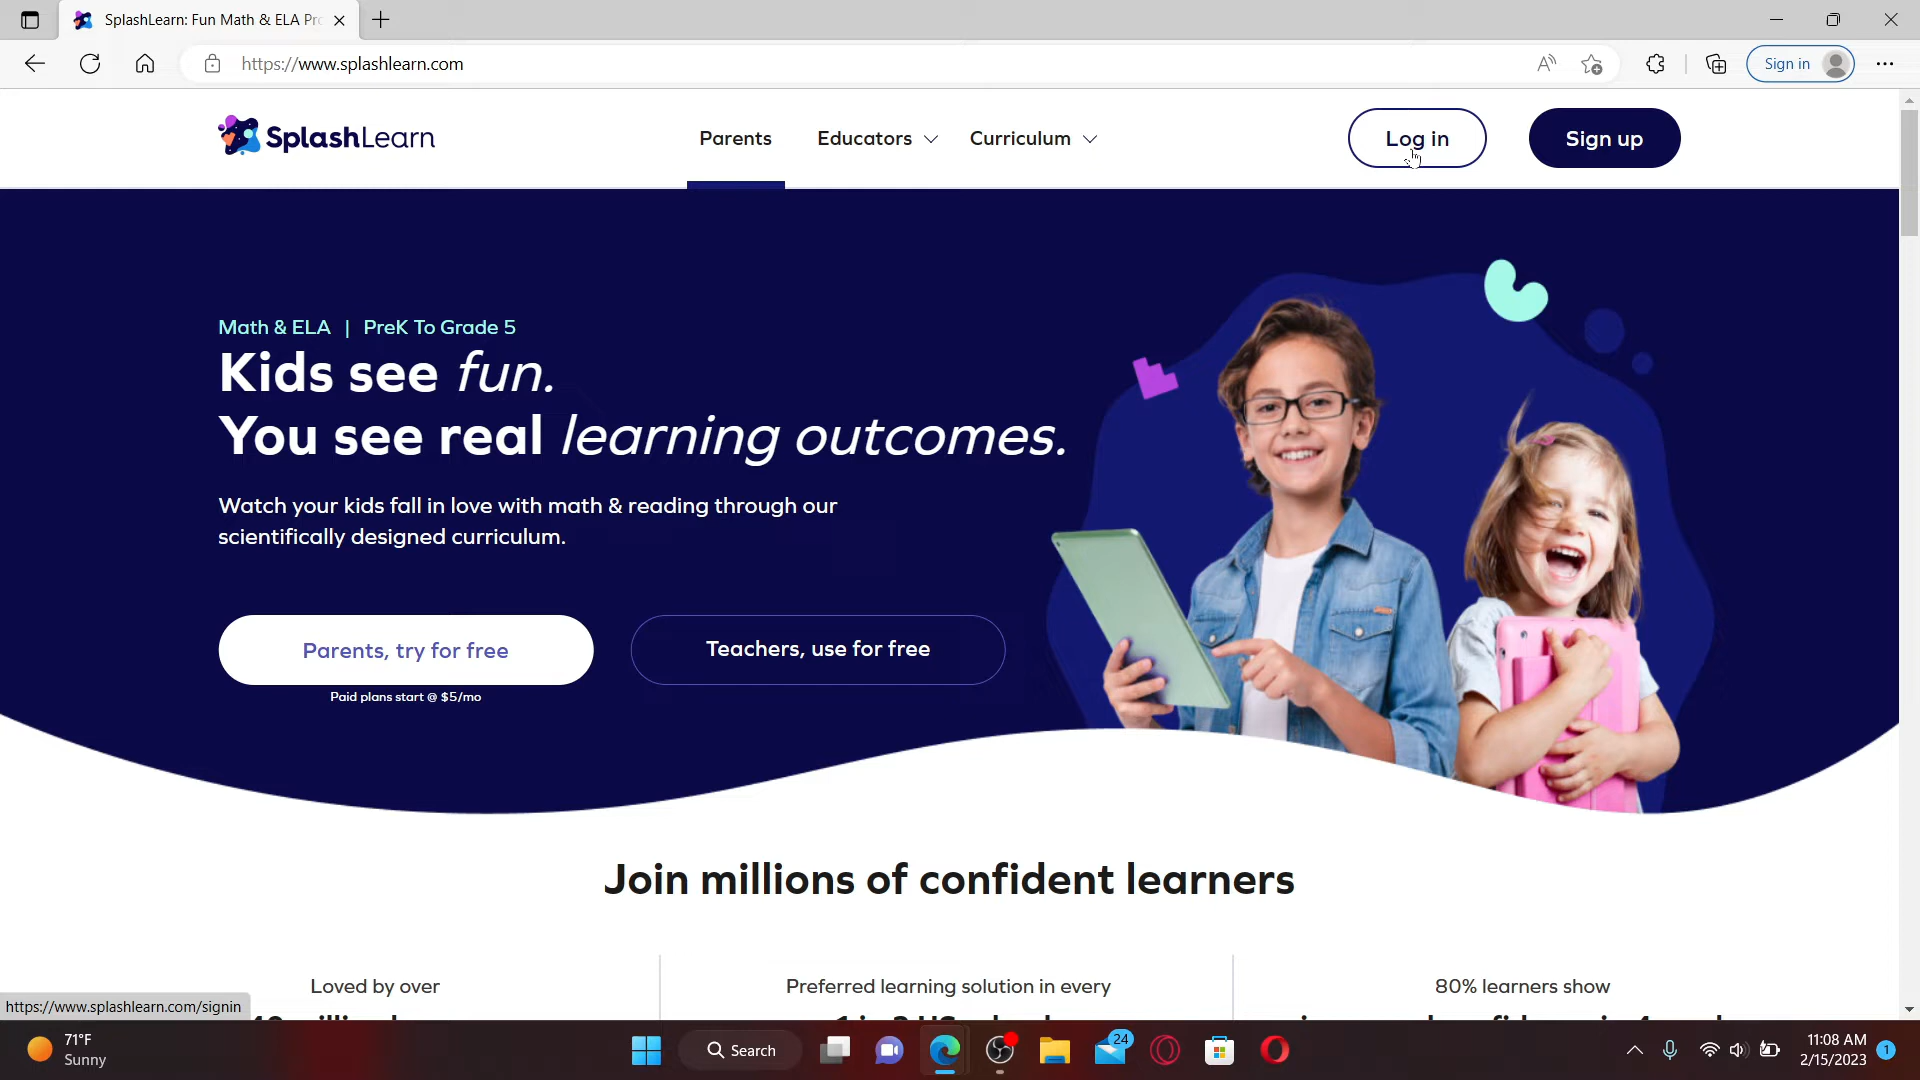 SplashLearn: Fun Math & ELA Pr
https://www.splashlearn.com
Sign in
SplashLearn
Parents
Educators
Curriculum
Log in
Sign up
Math & ELA | PreK To Grade 5
Kids see fun.
You see real learning outcomes.
Watch your kids fall in love with math & reading through our
scientifically designed curriculum.
Parents, try for free
Teachers, use for free
Paid plans start @ $5/mo
Join millions of confident learners
Loved by over
Preferred learning solution in every
80% learners show
https://www.splashlearn.com/signin
71°F
Sunny
Search
24
11:08 AM
2/15/2023
1